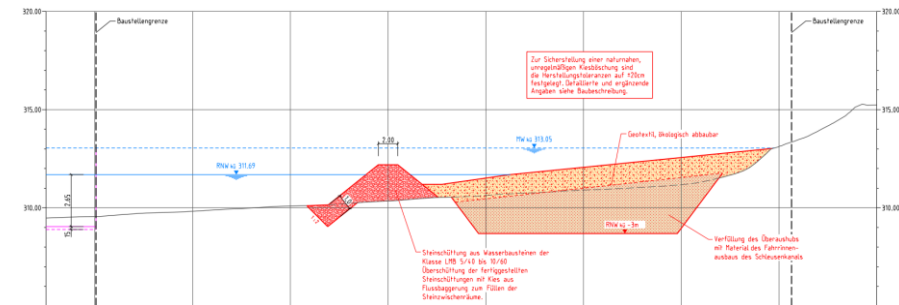 320.00
320.00
Baustellengrenze
Baustellengrenze
Zur Sicherstellung einer naturnahen,
unregelmäßigen Kiesböschung sind
die Herstellungstoleranzen auf ±20cm
festgelegt. Detaillierte und ergänzende
Angaben siehe Baubeschreibung.
315.00
315.00
Geotextil, ökologisch abbaubar
2.00
MW 313.05
RNW 311.69
2.65
310.00
310.00
1:3
RNW -3m
15
Steinschüttung aus Wasserbausteinen der
Klasse LMB 5/40 bis 10/60
Überschüttung der fertiggestellten
Steinschüttungen mit Kies aus
Flussbaggerung zum Füllen der
Steinzwischenräume.
Verfüllung des Überaushubs
mit Material des Fahrrinnen-
ausbaus des Schleusenkanals